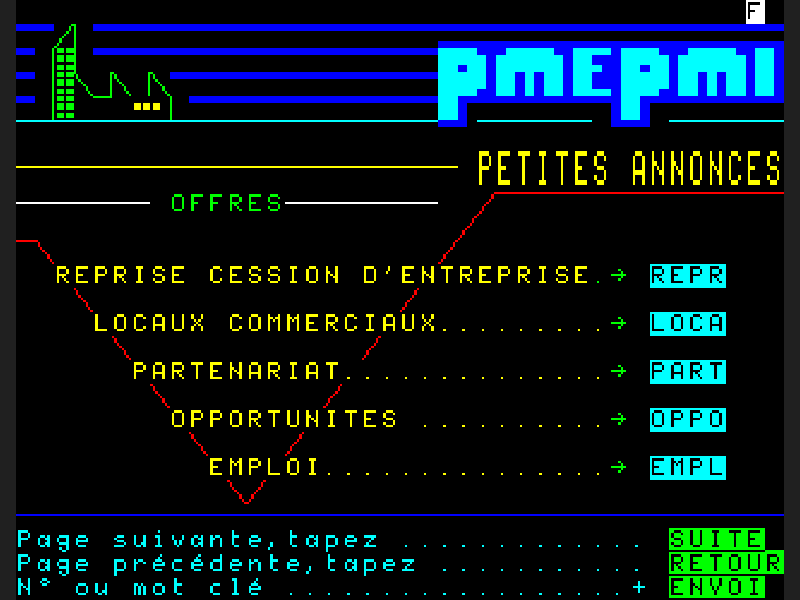 F
pmepmi
PETITES ANNONCES
OFFRES
REPRISE CESSION D'ENTREPRISE.→ REPR
LOCAUX COMMERCIAUX.........→ LOCA
PARTENARIAT..............→ PART
OPPORTUNITES ..........→ OPPO
EMPLOI...............→ EMPL
Page suivante,tapez ............. SUITE
Page précédente,tapez ............ RETOUR
N° ou mot clé ..................+ ENVOI